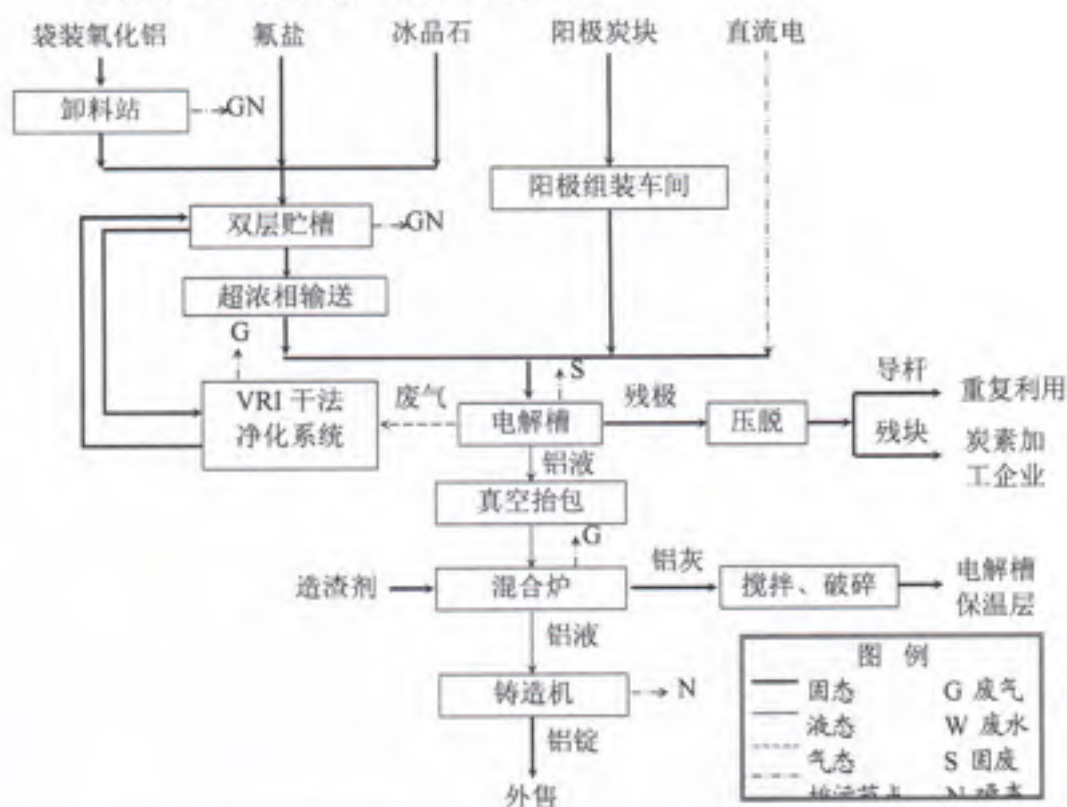 袋装氧化铝
氟盐
冰晶石
阳极炭块
直流电
卸料站
GN
阳极组装车间
双层贮槽
GN
超浓相输送
G
S
VRI 干法
净化系统
废气
电解槽
残极
压脱
导杆
重复利用
残块
炭素加
工企业
铝液
真空抬包
G
造渣剂
混合炉
铝灰
搅拌、破碎
电解槽
保温层
铝液
铸造机
N
铝锭
外售
图 例
固态 G 废气
液态 W 废水
气态 S 固废